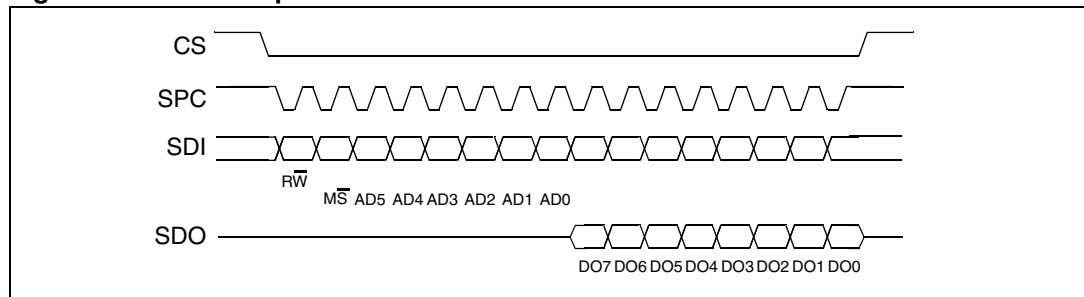 CS
SPC
SDI
RW̅
MS̅ AD5 AD4 AD3 AD2 AD1 AD0
SDO
DO7 DO6 DO5 DO4 DO3 DO2 DO1 DO0